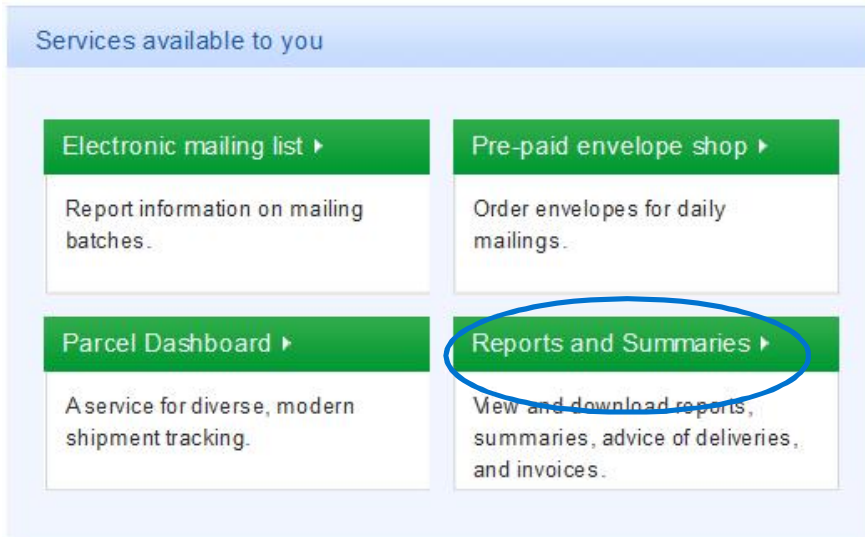 Services available to you
Electronic mailing list
Report information on mailing
batches.
Pre-paid envelope shop
Order envelopes for daily
mailings.
Parcel Dashboard
A service for diverse, modern
shipment tracking.
Reports and Summaries
View and download reports,
summaries, advice of deliveries,
and invoices.